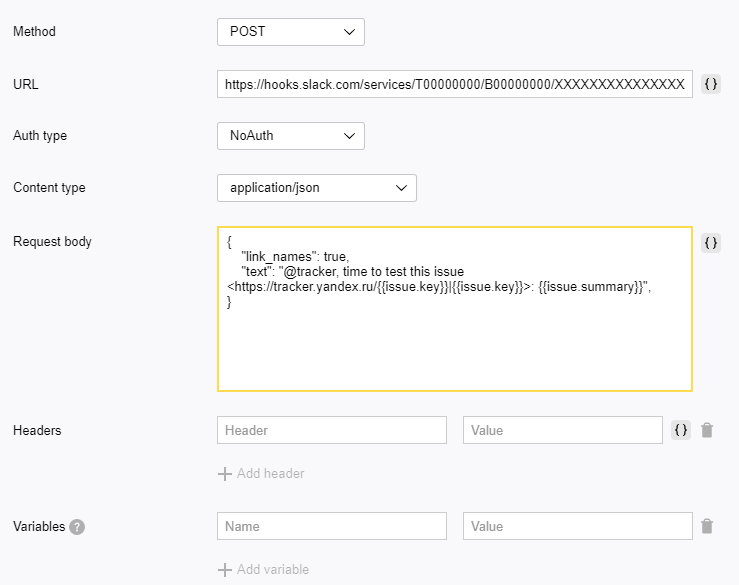 Method
POST
URL
https://hooks.slack.com/services/T00000000/B00000000/XXXXXXXXXXXXXXX
{}
Auth type
NoAuth
Content type
application/json
Request body
{
"link_names": true,
"text": "@tracker, time to test this issue
<https://tracker.yandex.ru/{{issue.key}}|{{issue.key}}>: {{issue.summary}}",
}
{}
Headers
Header
Value
{}
+ Add header
Variables ?
Name
Value
+ Add variable